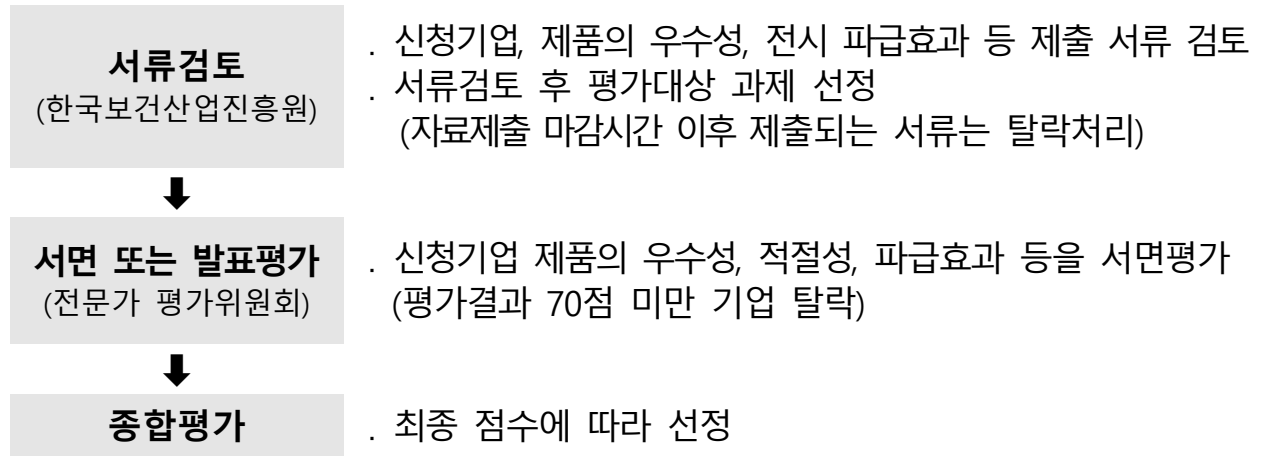 서류검토
(한국보건산업진흥원)
. 신청기업, 제품의 우수성, 전시 파급효과 등 제출 서류 검토
. 서류검토 후 평가대상 과제 선정
(자료제출 마감시간 이후 제출되는 서류는 탈락처리)
서면 또는 발표평가
(전문가 평가위원회)
. 신청기업 제품의 우수성, 적절성, 파급효과 등을 서면평가
(평가결과 70점 미만 기업 탈락)
종합평가
. 최종 점수에 따라 선정